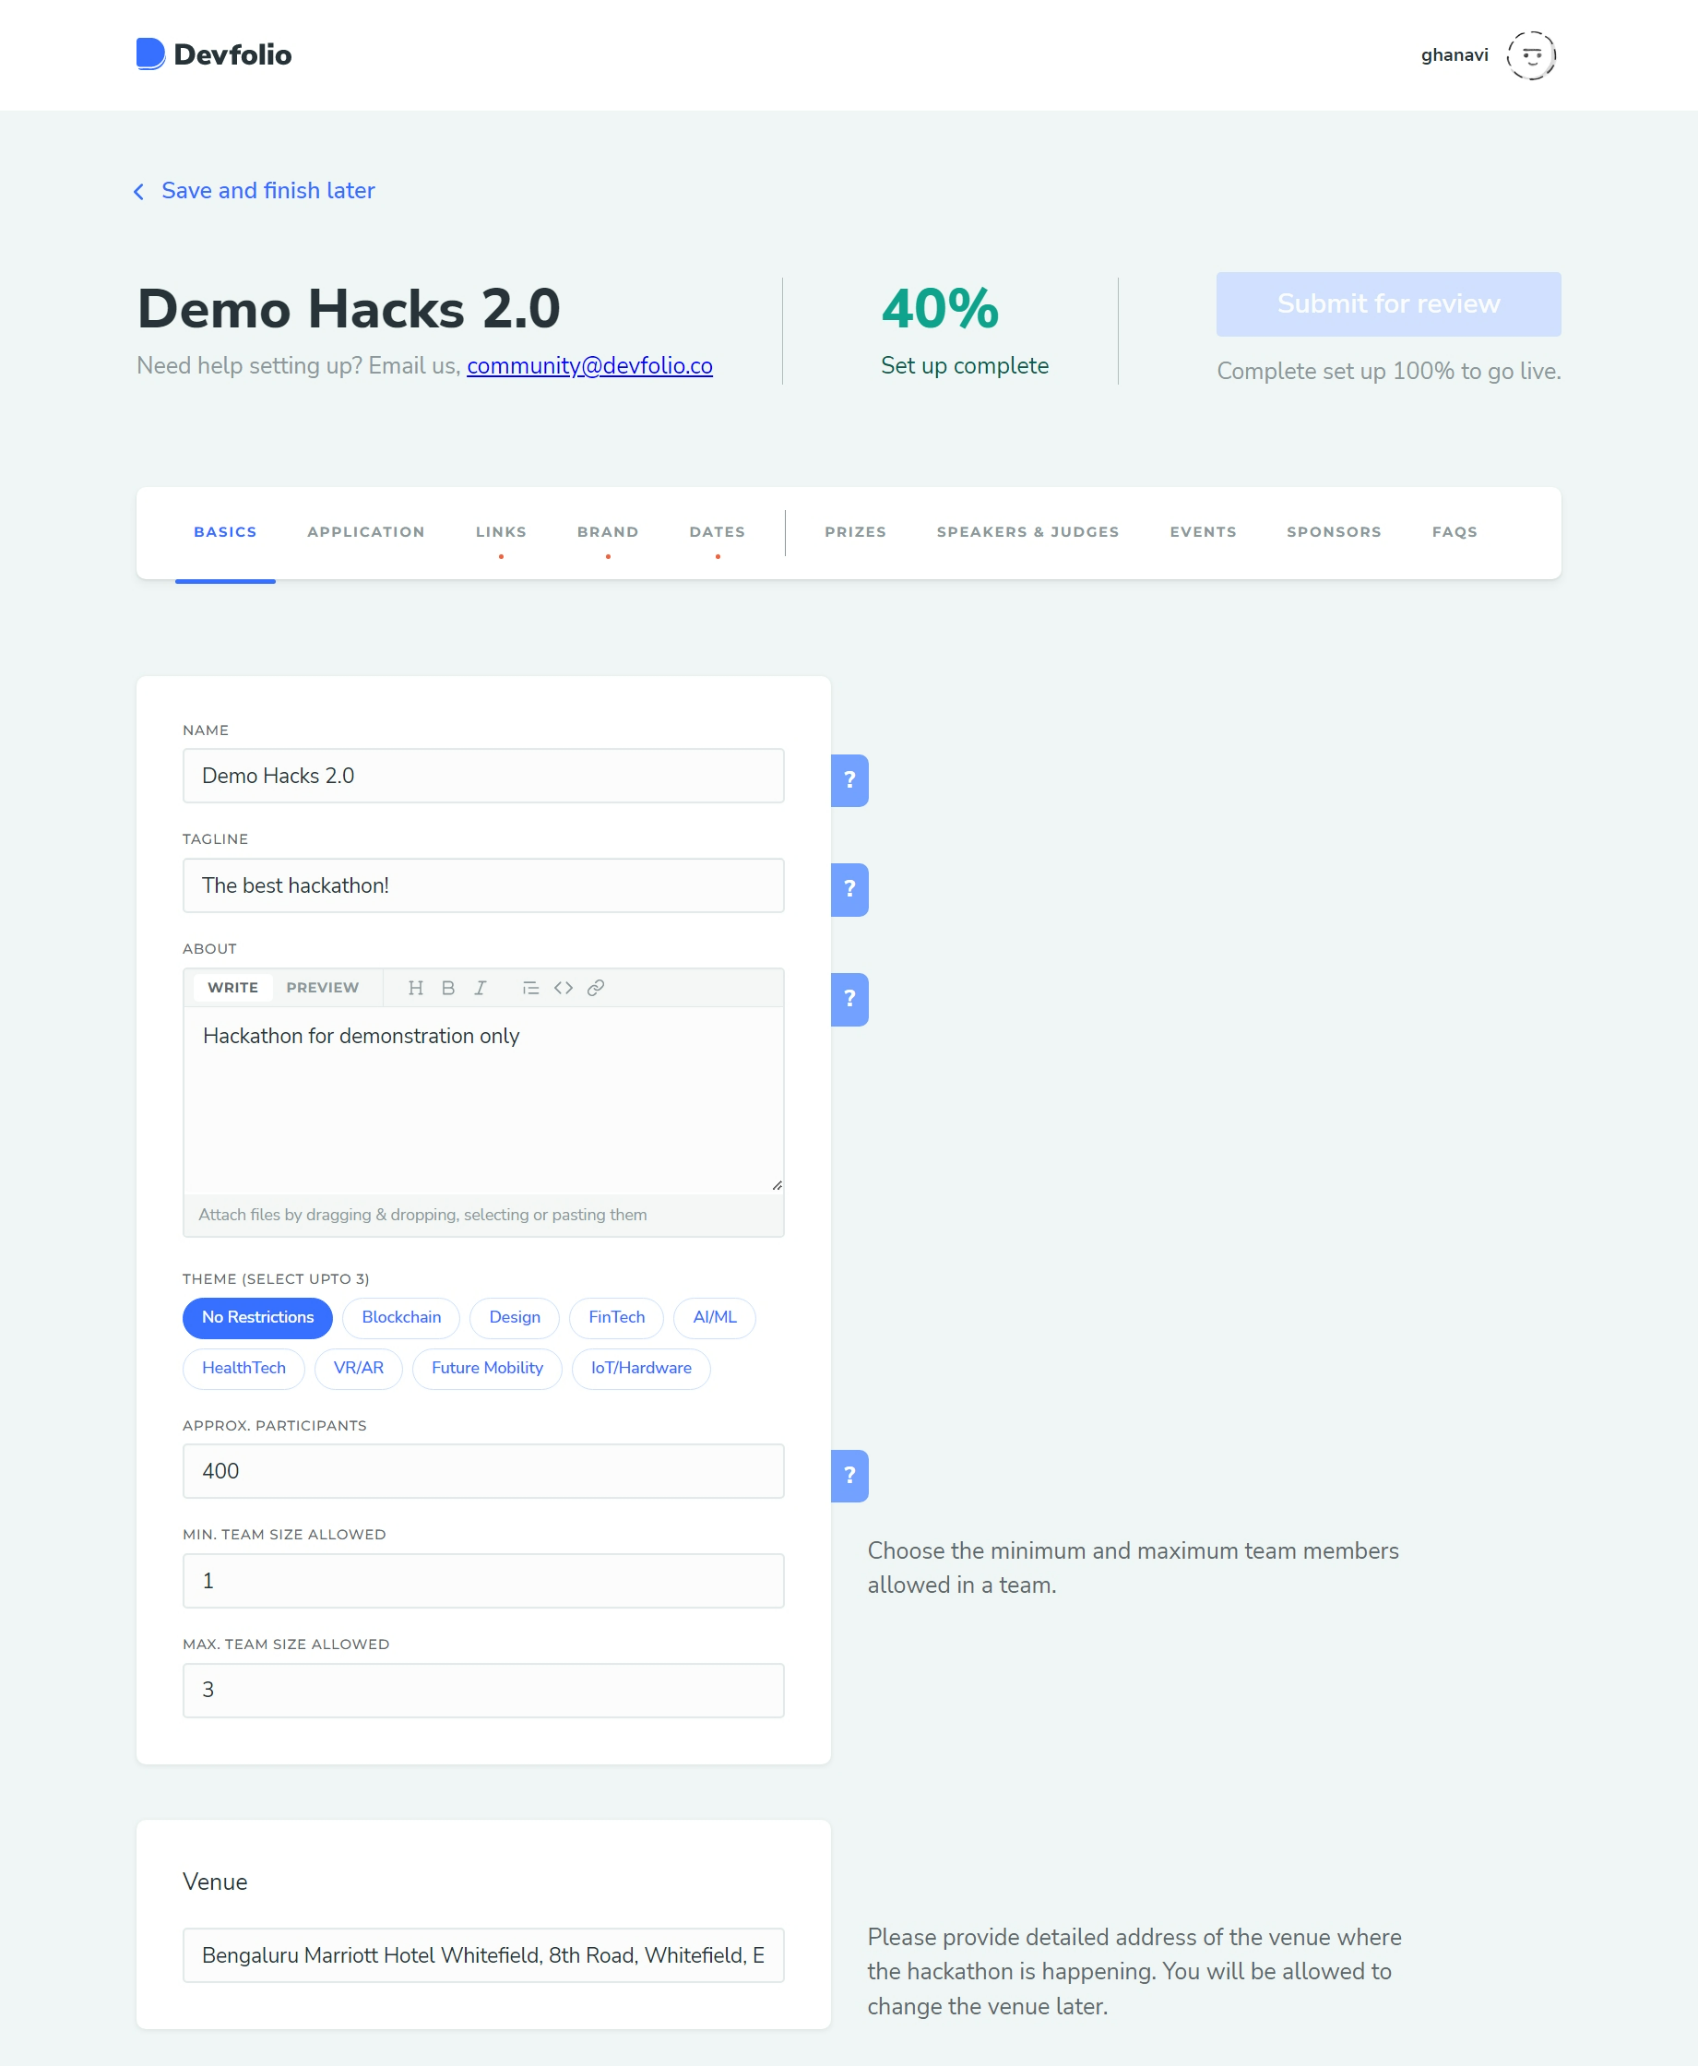 Devfolio
ghanavi
Save and finish later
Demo Hacks 2.0
Need help setting up? Email us, community@devfolio.co
40%
Set up complete
Submit for review
Complete set up 100% to go live.
BASICS APPLICATION LINKS BRAND DATES PRIZES SPEAKERS & JUDGES EVENTS SPONSORS FAQS
NAME
Demo Hacks 2.0
?
TAGLINE
The best hackathon!
?
ABOUT
WRITE PREVIEW H B I
?
Hackathon for demonstration only
Attach files by dragging & dropping, selecting or pasting them
THEME (SELECT UPTO 3)
No Restrictions Blockchain Design FinTech AI/ML
HealthTech VR/AR Future Mobility IoT/Hardware
APPROX. PARTICIPANTS
400
?
MIN. TEAM SIZE ALLOWED
1
Choose the minimum and maximum team members
allowed in a team.
MAX. TEAM SIZE ALLOWED
3
Venue
Bengaluru Marriott Hotel Whitefield, 8th Road, Whitefield, E
Please provide detailed address of the venue where
the hackathon is happening. You will be allowed to
change the venue later.